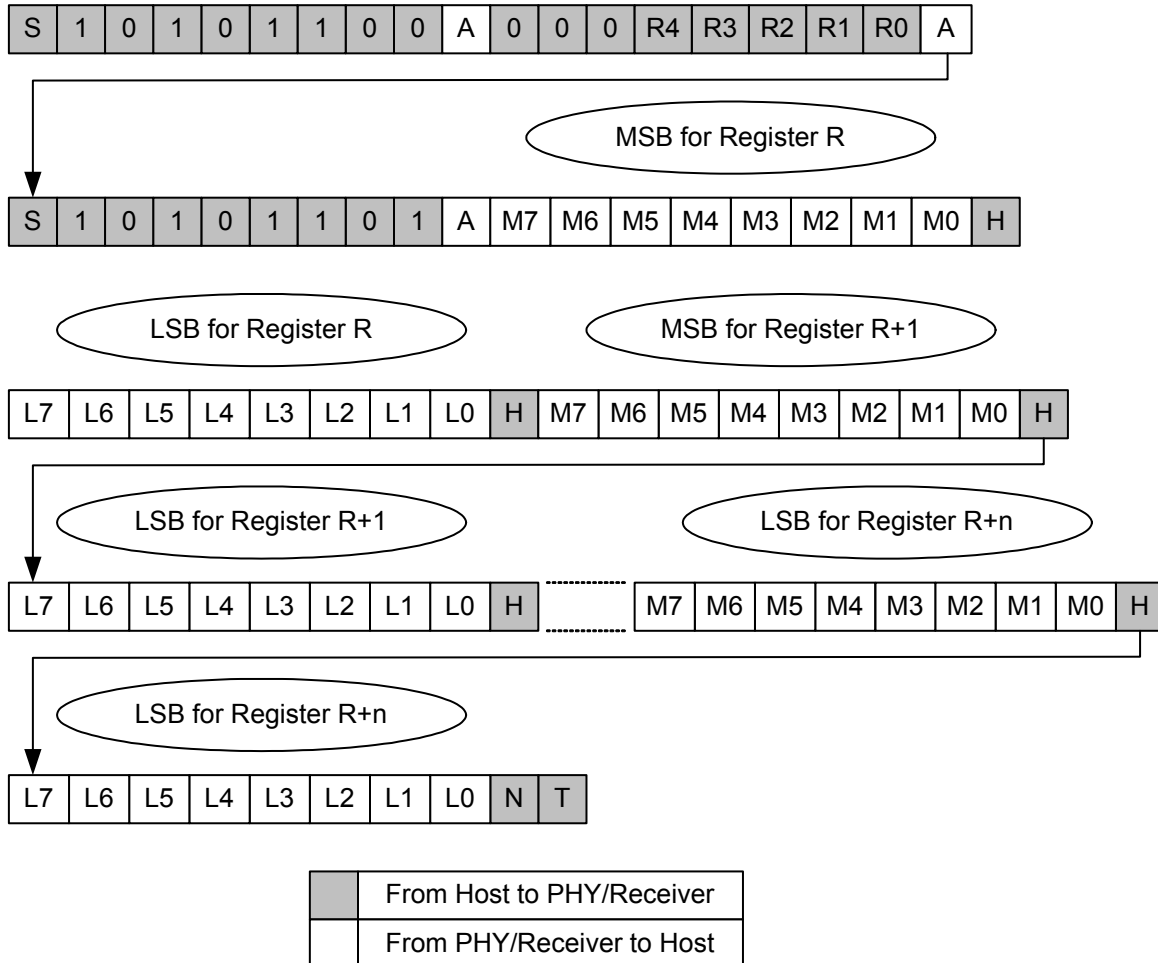 S 1 0 1 0 1 1 0 0 A 0 0 0 R4 R3 R2 R1 R0 A
MSB for Register R
S 1 0 1 0 1 1 0 1 A M7 M6 M5 M4 M3 M2 M1 M0 H
LSB for Register R MSB for Register R+1
L7 L6 L5 L4 L3 L2 L1 L0 H M7 M6 M5 M4 M3 M2 M1 M0 H
LSB for Register R+1 LSB for Register R+n
L7 L6 L5 L4 L3 L2 L1 L0 H M7 M6 M5 M4 M3 M2 M1 M0 H
LSB for Register R+n
L7 L6 L5 L4 L3 L2 L1 L0 N T
From Host to PHY/Receiver
From PHY/Receiver to Host